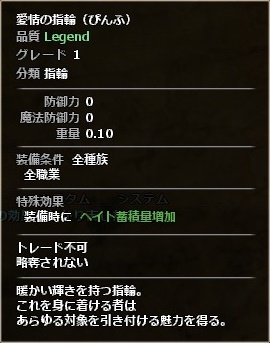 愛情の指輪（ぴんふ）
品質 Legend
グレード 1
分類 指輪
防御力 0
魔法防御力 0
重量 0.10
装備条件 全種族
全職業
特殊効果
装備時に ヘイト蓄積量増加
トレード不可
略奪されない
暖かい輝きを持つ指輪。
これを身に着ける者は
あらゆる対象を引き付ける魅力を得る。